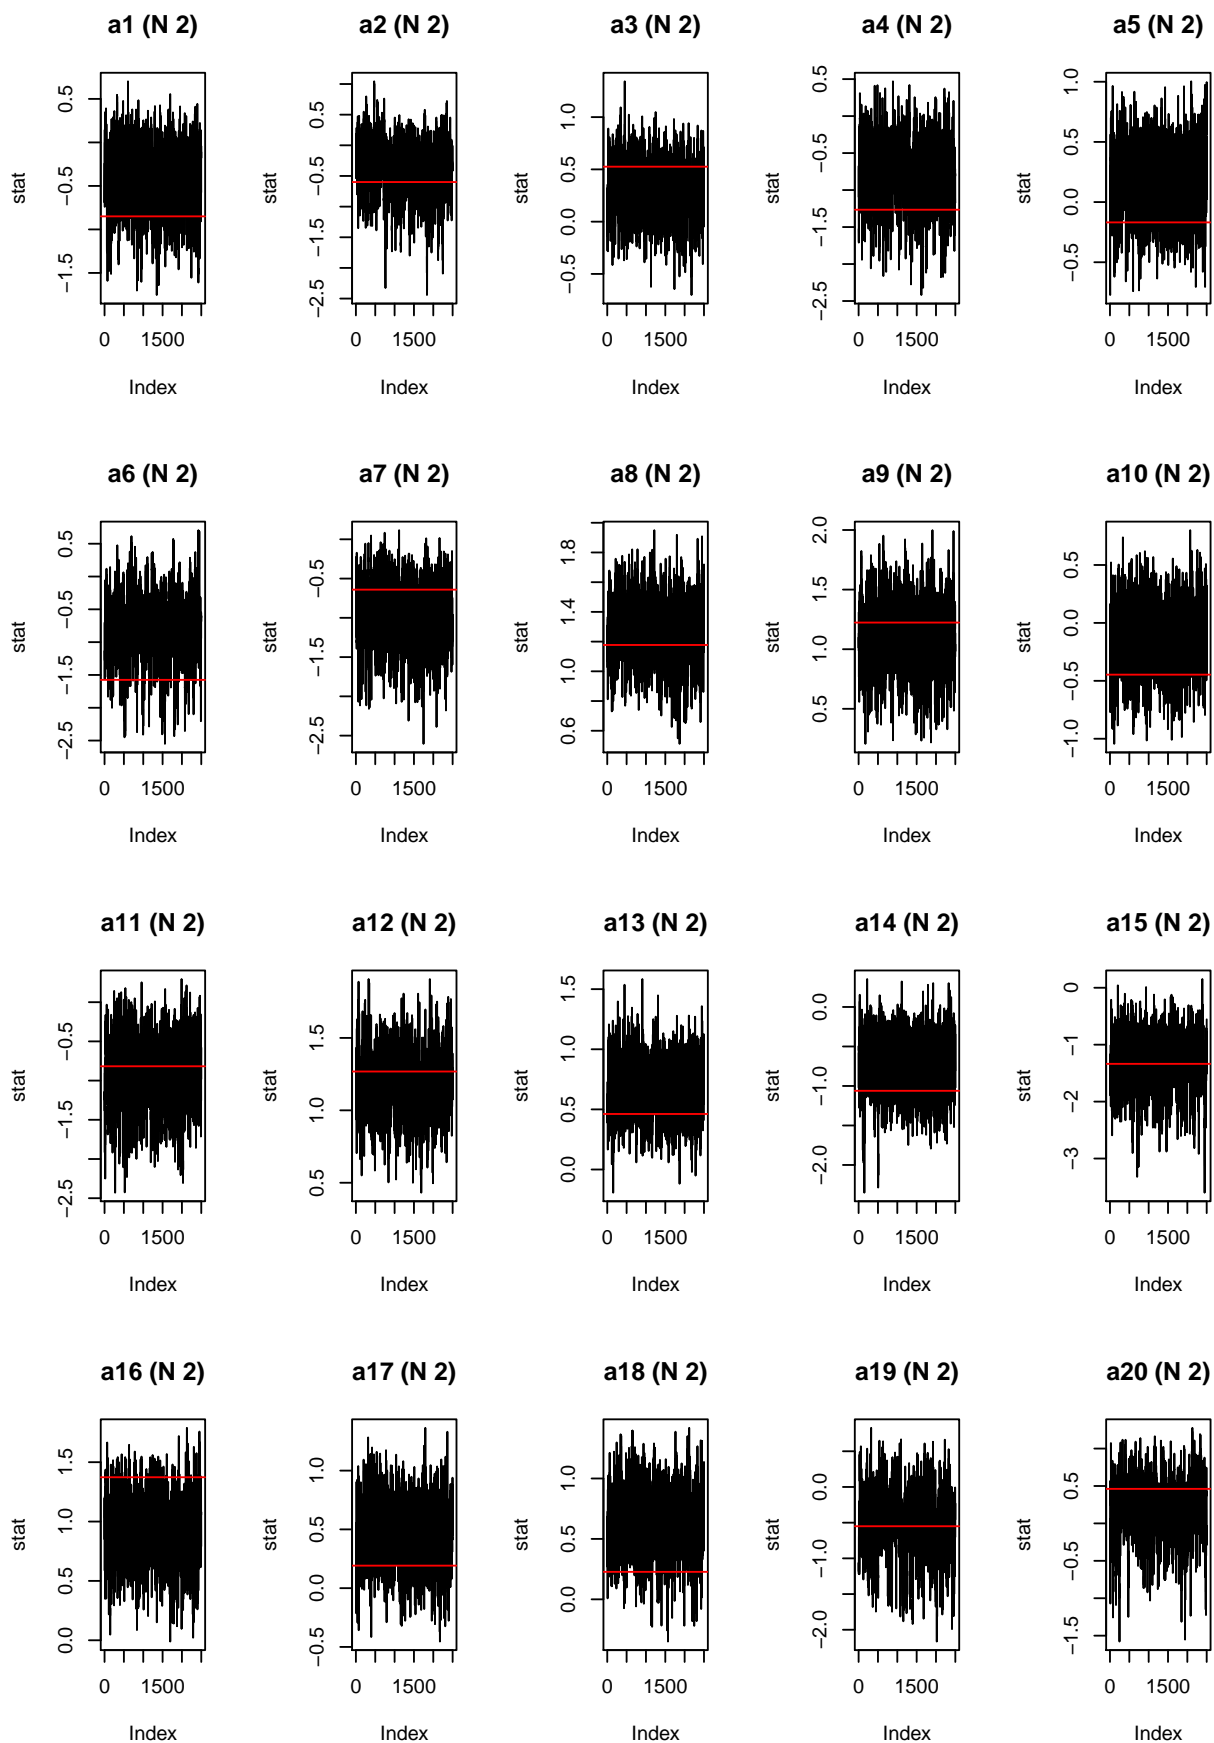 a1 (N 2) a2 (N 2) a3 (N 2) a4 (N 2) a5 (N 2)
stat −1.5 −0.5 0.5 stat −2.5 −1.5 −0.5 0.5 stat −0.5 0.0 0.5 1.0 stat −2.5 −1.5 −0.5 0.5 stat −0.5 0.0 0.5 1.0
0 1500 0 1500 0 1500 0 1500 0 1500
Index Index Index Index Index
a6 (N 2) a7 (N 2) a8 (N 2) a9 (N 2) a10 (N 2)
stat −2.5 −1.5 −0.5 0.5 stat −2.5 −1.5 −0.5 stat 0.6 1.0 1.4 1.8 stat 0.5 1.0 1.5 2.0 stat −1.0 −0.5 0.0 0.5
0 1500 0 1500 0 1500 0 1500 0 1500
Index Index Index Index Index
a11 (N 2) a12 (N 2) a13 (N 2) a14 (N 2) a15 (N 2)
stat −2.5 −1.5 −0.5 stat 0.5 1.0 1.5 stat 0.0 0.5 1.0 1.5 stat −2.0 −1.0 0.0 stat −3 −2 −1 0
0 1500 0 1500 0 1500 0 1500 0 1500
Index Index Index Index Index
a16 (N 2) a17 (N 2) a18 (N 2) a19 (N 2) a20 (N 2)
stat 0.0 0.5 1.0 1.5 stat −0.5 0.0 0.5 1.0 stat 0.0 0.5 1.0 stat −2.0 −1.0 0.0 stat −1.5 −0.5 0.5
0 1500 0 1500 0 1500 0 1500 0 1500
Index Index Index Index Index